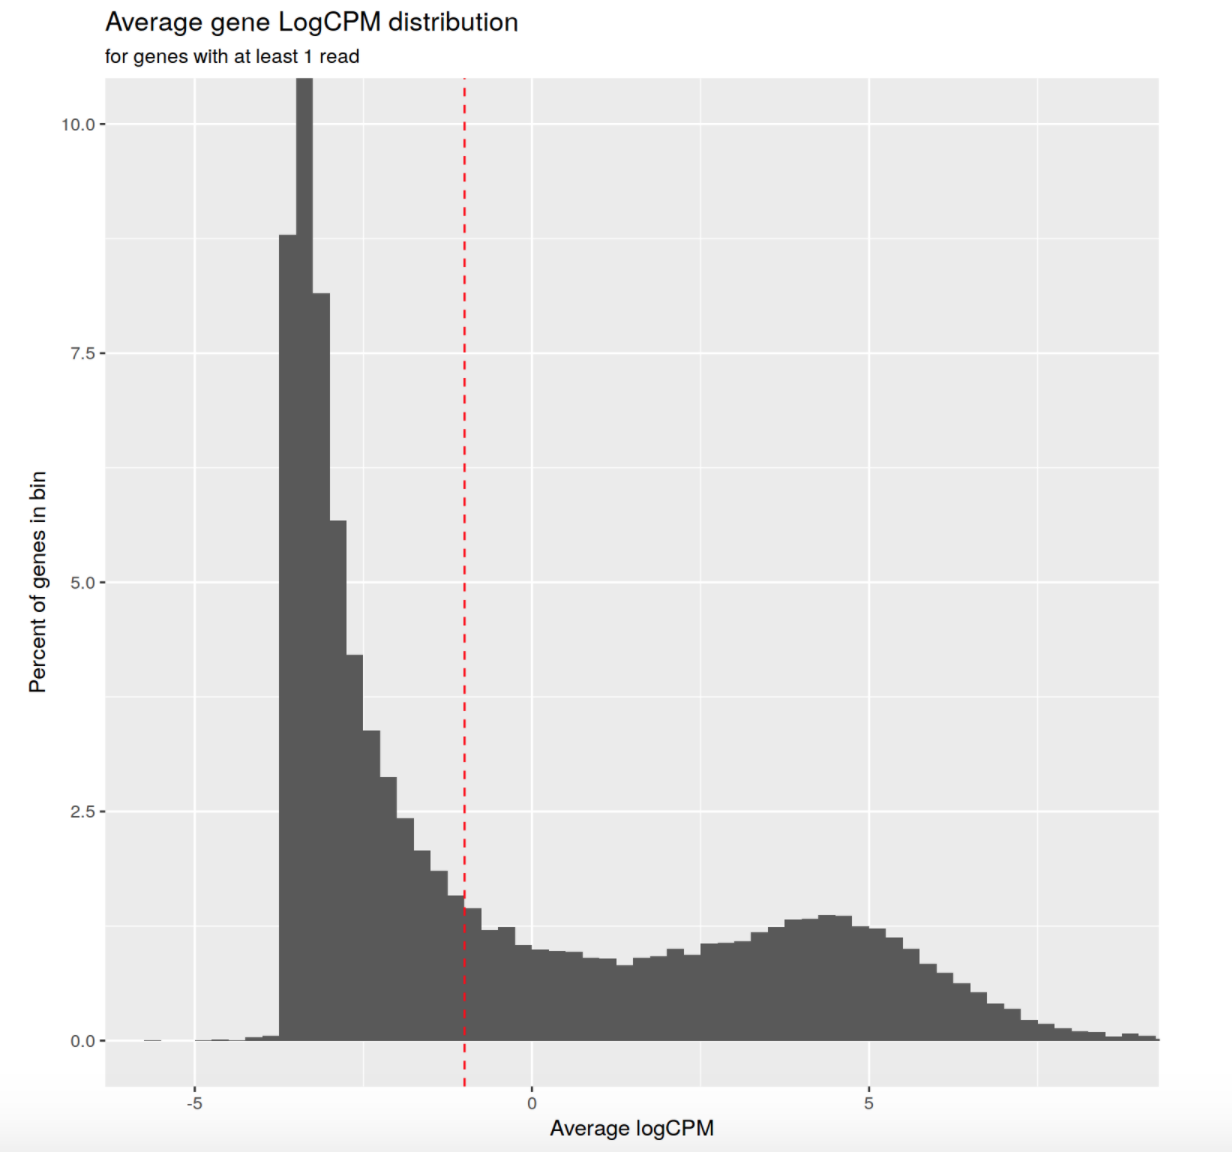 Average gene LogCPM distribution
for genes with at least 1 read
Percent of genes in bin
10.0
7.5
5.0
2.5
0.0
-5 0 5
Average logCPM